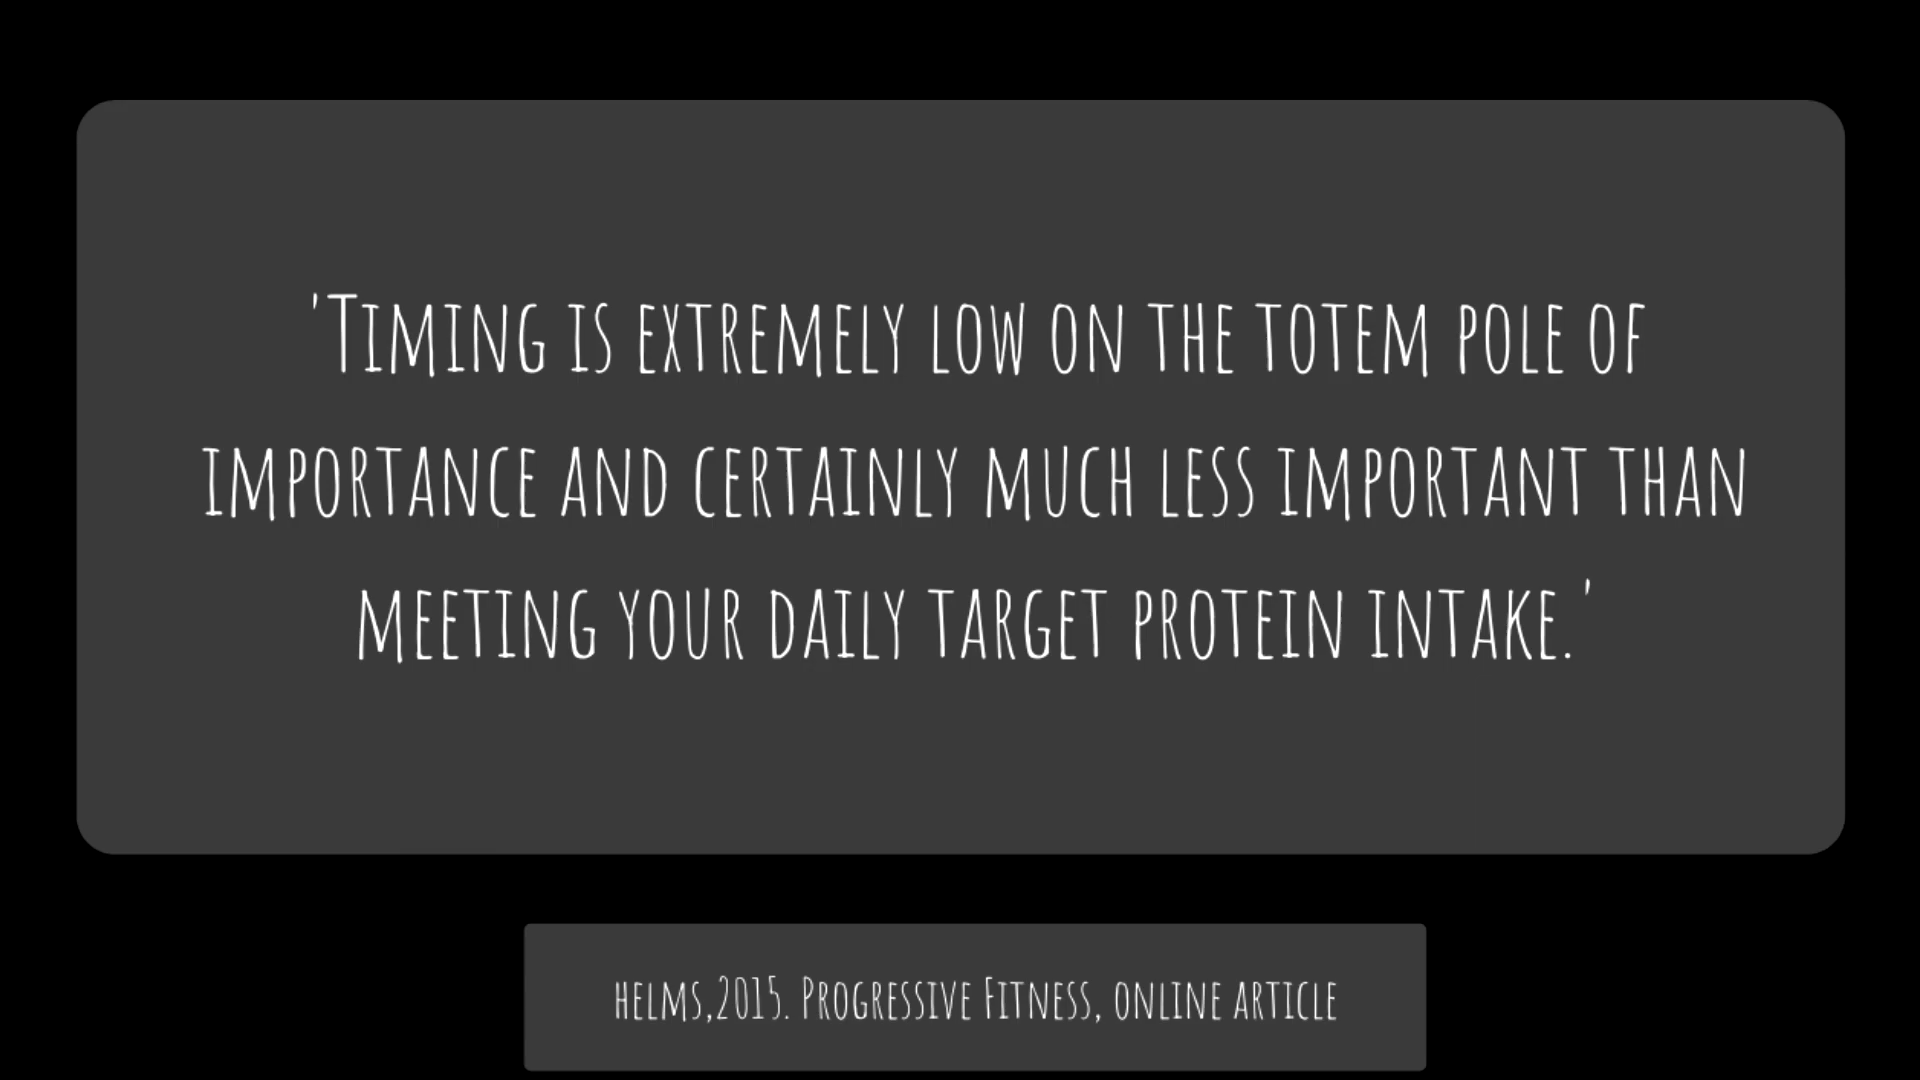 'Timing is extremely low on the totem pole of
importance and certainly much less important than
meeting your daily target protein intake.'
helms,2015. Progressive Fitness, online article